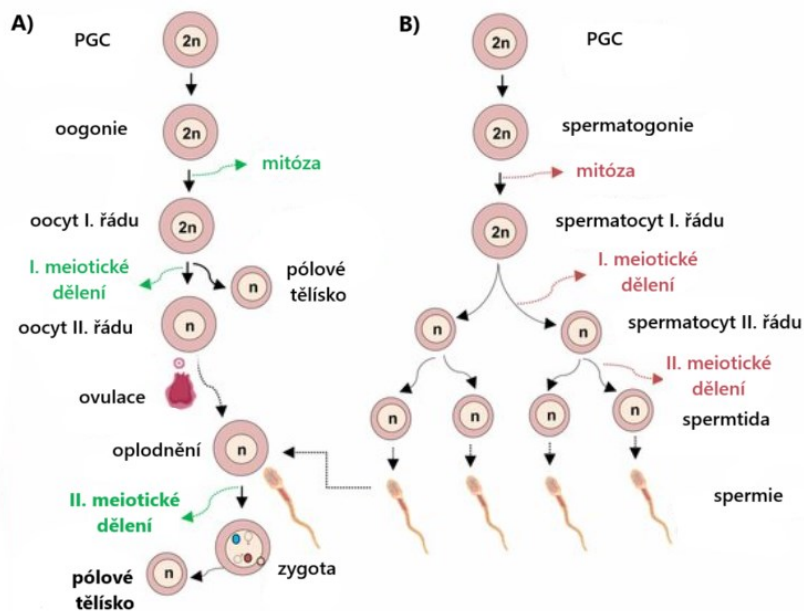 A)
PGC
2n
oogonie
2n
mitóza
oocyt I. řádu
2n
I. meiotické
dělení
pólové
tělísko
n
oocyt II. řádu
n
ovulace
oplodnění
n
II. meiotické
dělení
zygota
pólové
tělísko
n
B)
PGC
2n
spermatogonie
2n
mitóza
spermatocyt I. řádu
2n
I. meiotické
dělení
n
n
spermatocyt II. řádu
II. meiotické
dělení
n
n
n
n
spermtida
spermie